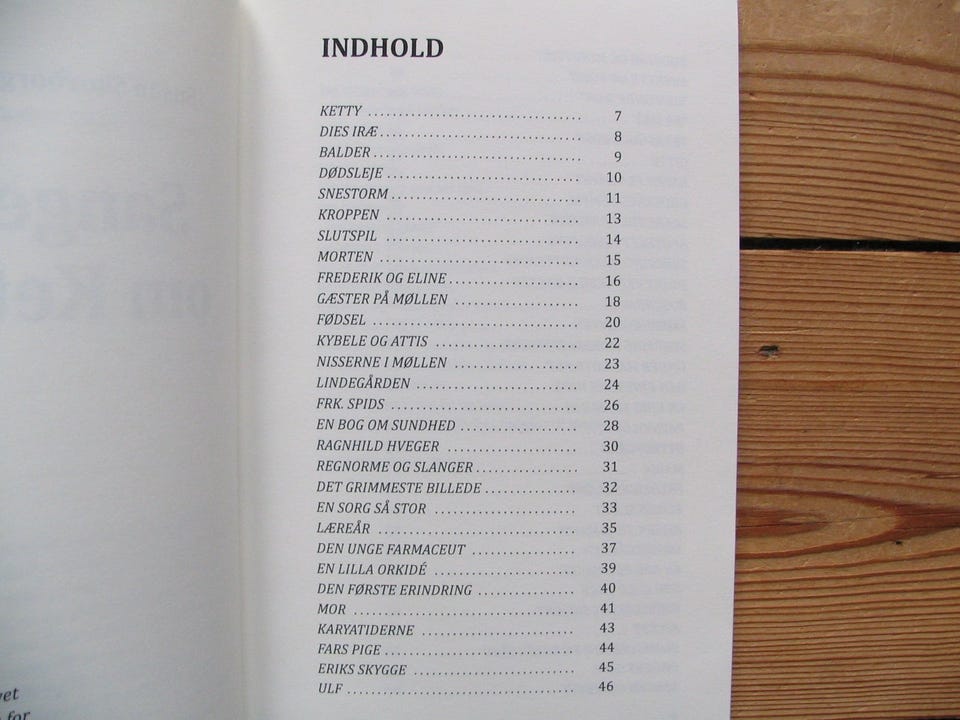 INDHOLD
KETTY .................................. 7
DIES IRÆ ................................ 8
BALDER ................................. 9
DØDSLEJE ............................... 10
SNESTORM .............................. 11
KROPPEN ............................... 13
SLUTSPIL ............................... 14
MORTEN ................................ 15
FREDERIK OG ELINE ..................... 16
GÆSTER PÅ MØLLEN .................... 18
FØDSEL ................................. 20
KYBELE OG ATTIS ....................... 22
NISSERNE I MØLLEN .................... 23
LINDEGÅRDEN .......................... 24
FRK. SPIDS .............................. 26
EN BOG OM SUNDHED ................... 28
RAGNHILD HVEGER ..................... 30
REGNORME OG SLANGER ................ 31
DET GRIMMESTE BILLEDE ............... 32
EN SORG SÅ STOR ....................... 33
LÆREÅR ................................ 35
DEN UNGE FARMACEUT ................. 37
EN LILLA ORKIDÉ ....................... 39
DEN FØRSTE ERINDRING ................ 40
MOR .................................... 41
KARYATIDERNE ......................... 43
FARS PIGE ............................... 44
ERIKS SKYGGE .......................... 45
ULF ..................................... 46
for